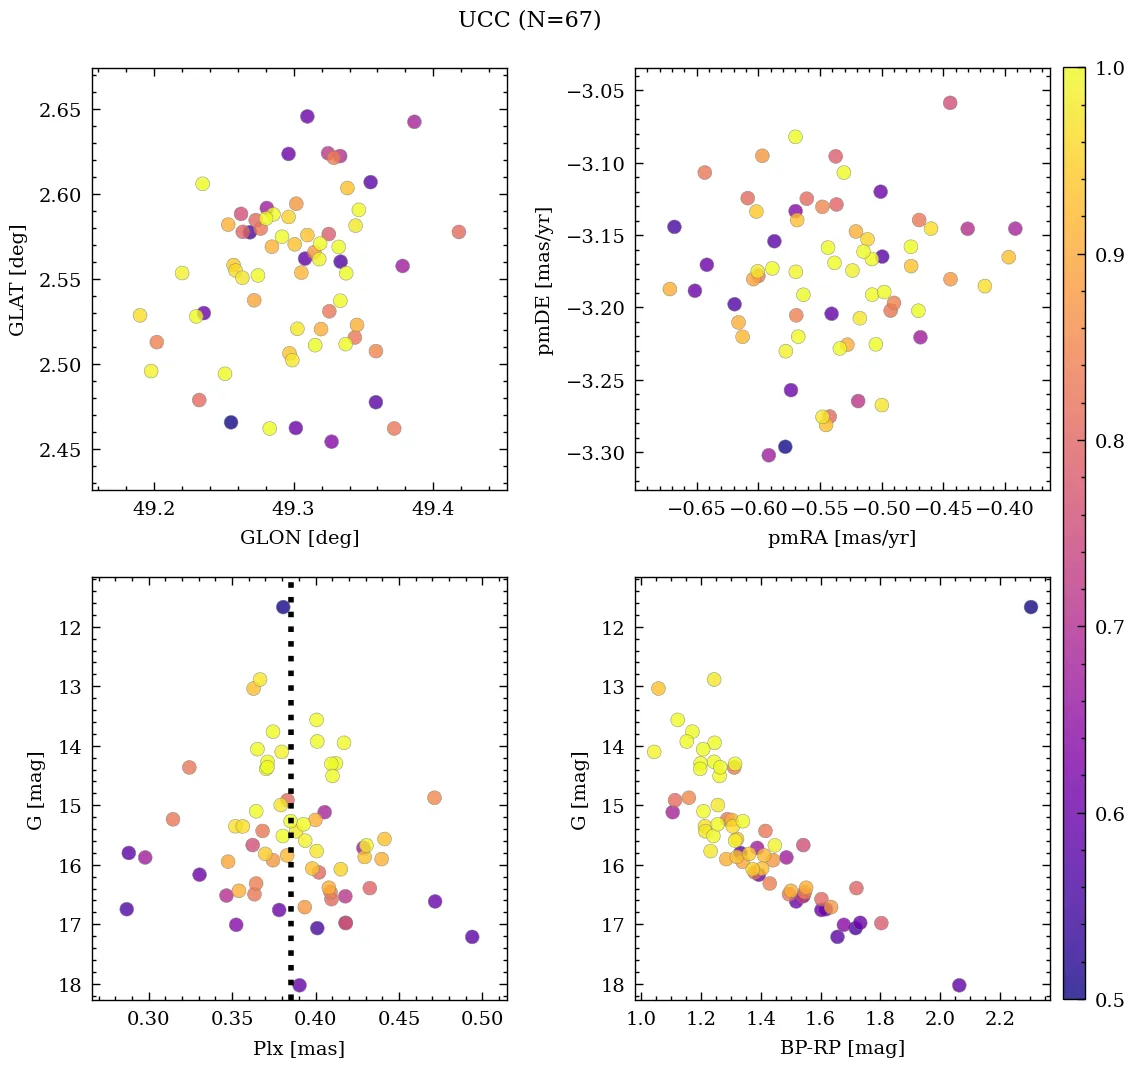 UCC (N=67)
2.65
2.60
2.55
2.50
2.45
GLAT [deg]
49.2 49.3 49.4
GLON [deg]
−3.05
−3.10
−3.15
−3.20
−3.25
−3.30
pmDE [mas/yr]
−0.65 −0.60 −0.55 −0.50 −0.45 −0.40
pmRA [mas/yr]
12
13
14
15
16
17
18
G [mag]
0.30 0.35 0.40 0.45 0.50
Plx [mas]
12
13
14
15
16
17
18
G [mag]
1.0 1.2 1.4 1.6 1.8 2.0 2.2
BP-RP [mag]
1.0
0.9
0.8
0.7
0.6
0.5